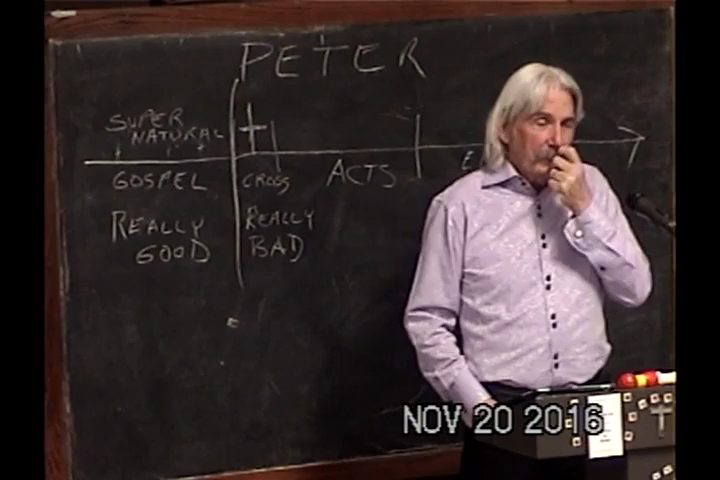 PETER
SUPER
NATURAL
GOSPEL
CROSS
ACTS
REALLY
GOOD
REALLY
BAD
NOV 20 2016